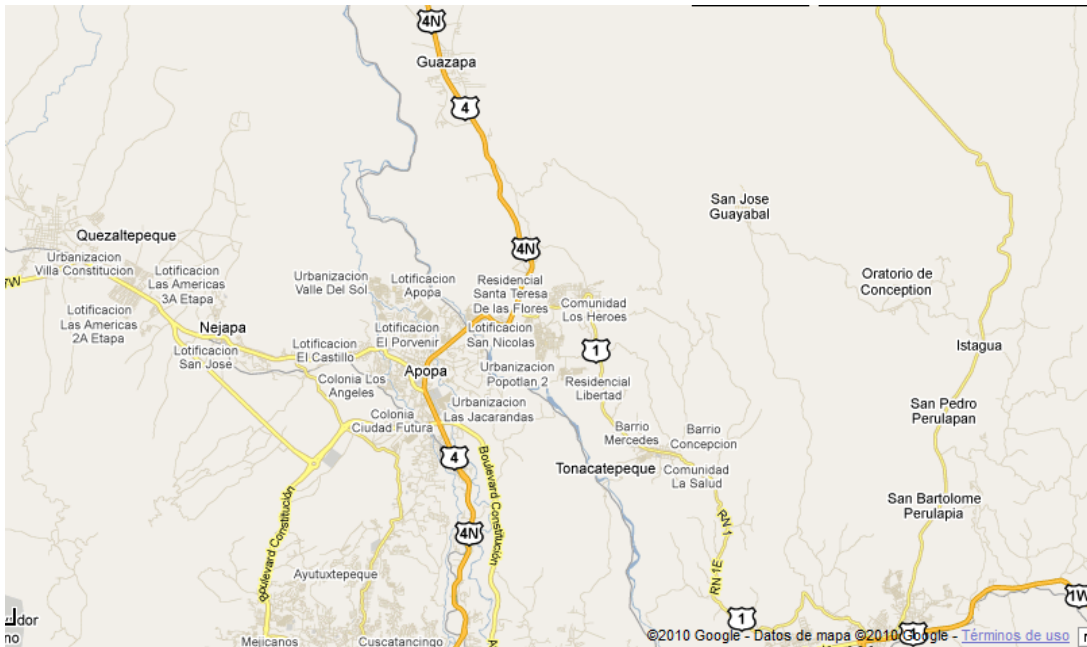 4N
Guazapa
4
San Jose
Guayabal
Quezaltepeque
4N
Urbanizacion
Villa Constitucion
Lotificacion
Las Americas
3A Etapa
Urbanizacion
Valle Del Sol
Lotificacion
Apopa
Residencial
Santa Teresa
De las Flores
Oratorio de
Conception
Comunidad
Los Heroes
Lotificacion
Las Americas
2A Etapa
Nejapa
Lotificacion
El Porvenir
Lotificacion
San Nicolas
Lotificacion
San Jose
Lotificacion
El Castillo
1
Istagua
Apopa
Urbanizacion
Popotlan 2
Colonia Los
Angeles
Residencial
Libertad
Urbanizacion
Las Jacarandas
San Pedro
Perulapan
Colonia
Ciudad Futura
Barrio
Mercedes
Barrio
Concepcion
4
Tonacatepeque
Comunidad
La Salud
Boulevard Constitución
Boulevard Constitución
San Bartolome
Perulapia
RN 1
4N
RN 1E
Ayutuxtepeque
1W
1
1
Mejicanos
Cuscatancingo
©2010 Google - Datos de mapa ©2010 Google - Términos de uso